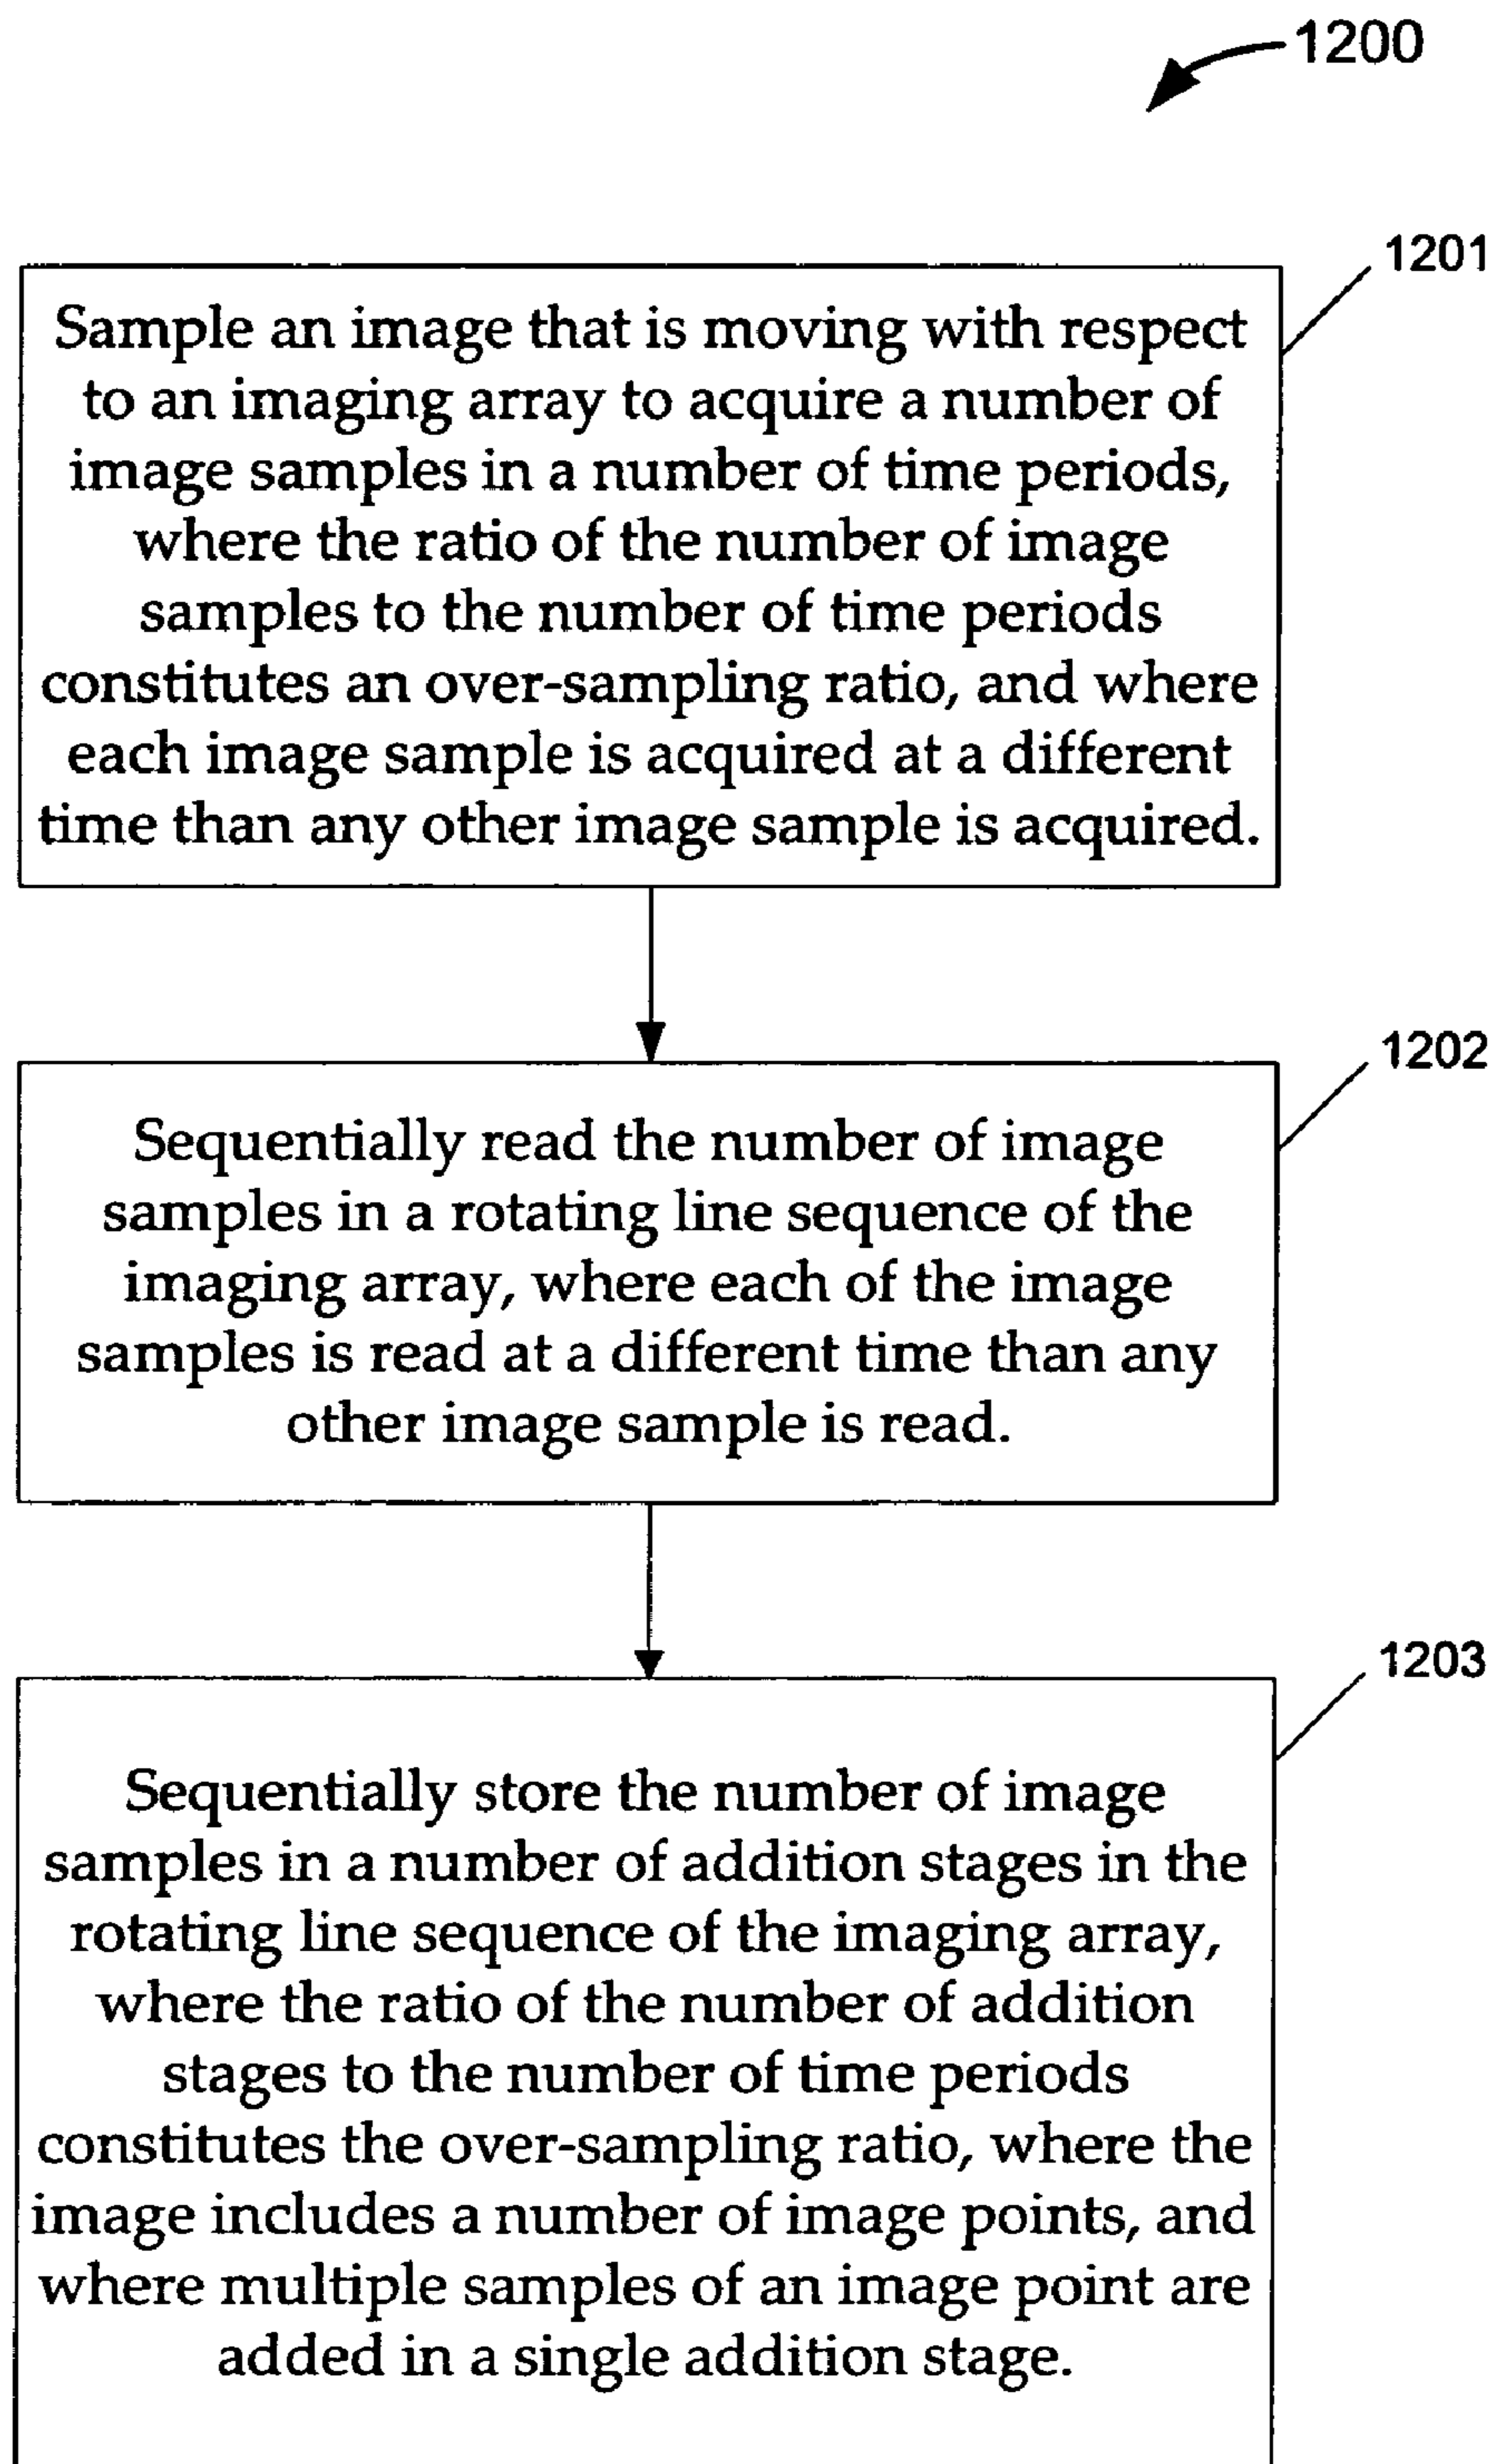 1200
1201
Sample an image that is moving with respect
to an imaging array to acquire a number of
image samples in a number of time periods,
where the ratio of the number of image
samples to the number of time periods
constitutes an over-sampling ratio, and where
each image sample is acquired at a different
time than any other image sample is acquired.
1202
Sequentially read the number of image
samples in a rotating line sequence of the
imaging array, where each of the image
samples is read at a different time than any
other image sample is read.
1203
Sequentially store the number of image
samples in a number of addition stages in the
rotating line sequence of the imaging array,
where the ratio of the number of addition
stages to the number of time periods
constitutes the over-sampling ratio, where the
image includes a number of image points, and
where multiple samples of an image point are
added in a single addition stage.